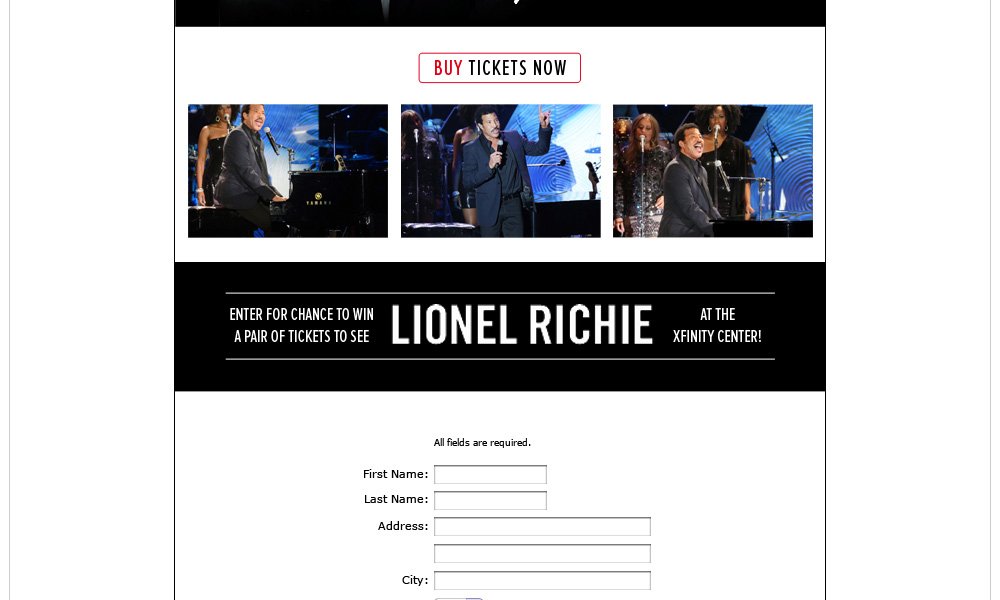 BUY TICKETS NOW
YAMAHA
ENTER FOR CHANCE TO WIN
A PAIR OF TICKETS TO SEE
LIONEL RICHIE
AT THE
XFINITY CENTER!
All fields are required.
First Name:
Last Name:
Address:
City: